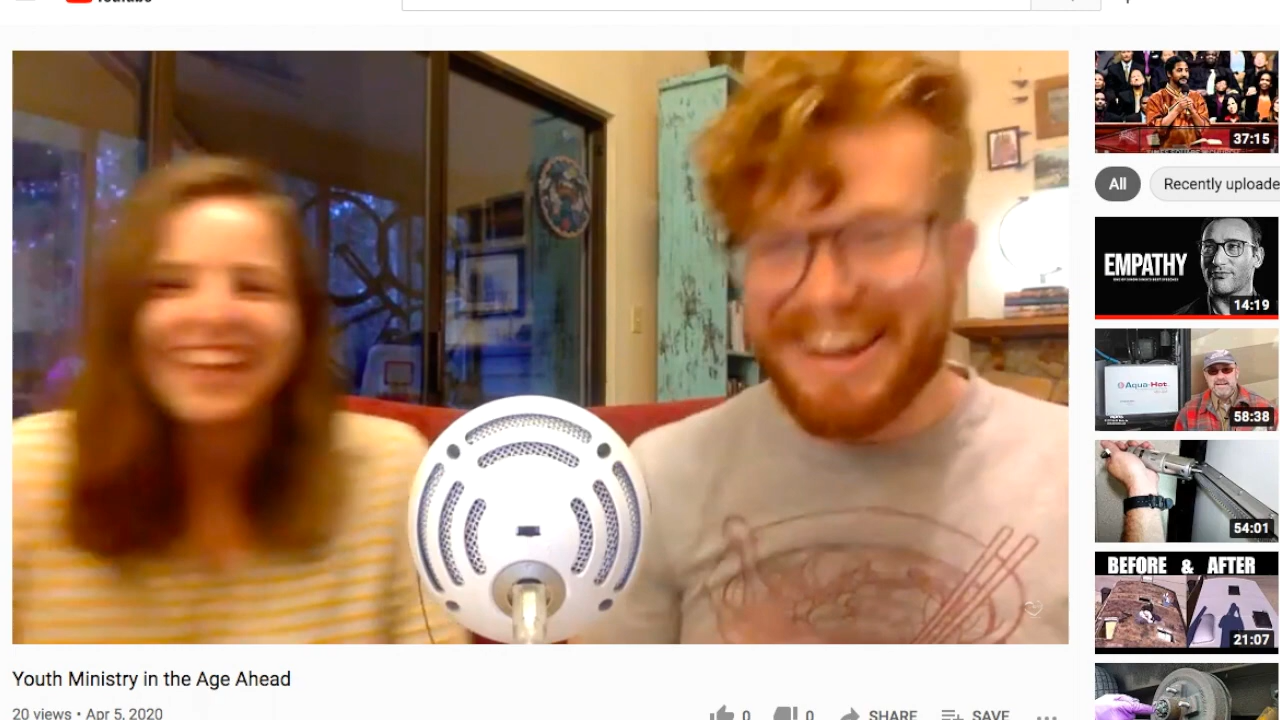 YouTube
37:15
All
Recently uploade
EMPATHY
14:19
Aqua-Hot
58:38
54:01
BEFORE & AFTER
21:07
Youth Ministry in the Age Ahead
20 views • Apr 5, 2020
0
0
SHARE
SAVE